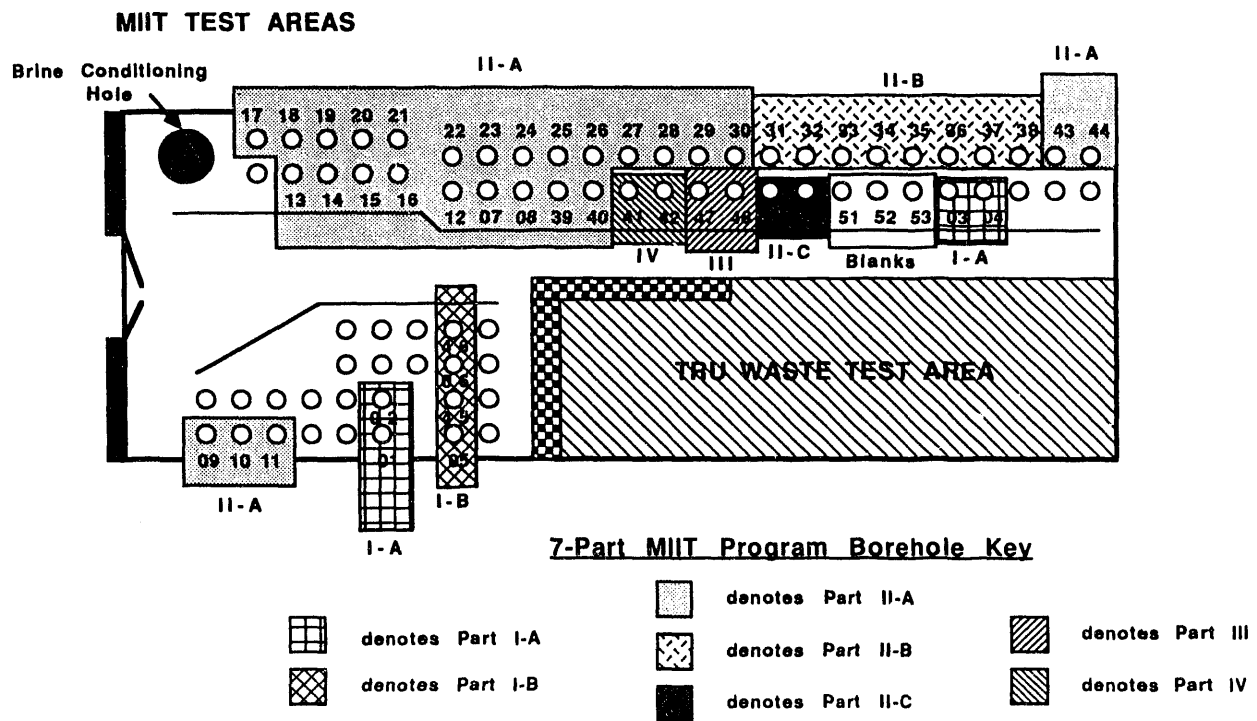 MIIT TEST AREAS
Brine Conditioning
Hole
II-A
II-B
II-A
17 18 19 20 21
22 23 24 25 26 27 28 29 30 31 32 33 34 35 36 37 38 43 44
13 14 15 16
12 07 08 39 40 41 42 47 51 52 53 03 04
IV III II-C Blanks I-A
TRU WASTE TEST AREA
02
09 10 11
II-A
I-B
I-A
7-Part MIIT Program Borehole Key
denotes Part I-A
denotes Part I-B
denotes Part II-A
denotes Part II-B
denotes Part II-C
denotes Part III
denotes Part IV